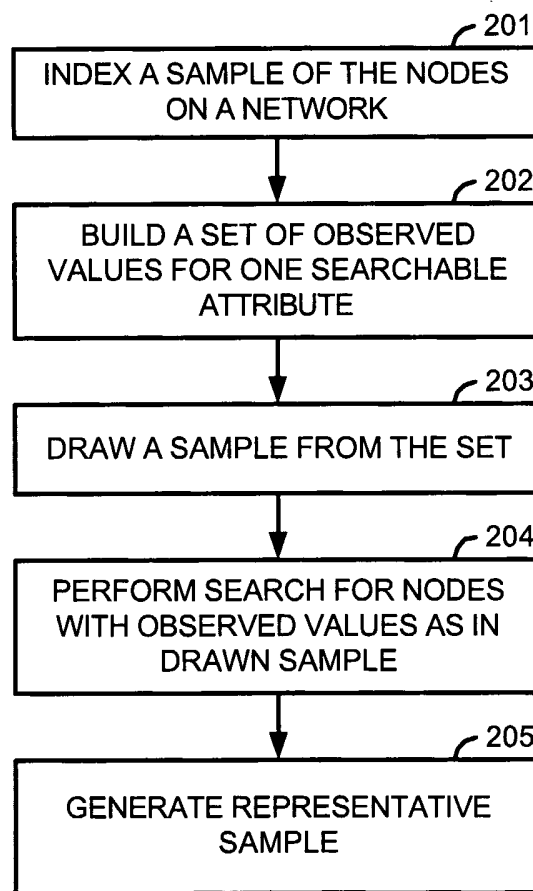 201
INDEX A SAMPLE OF THE NODES
ON A NETWORK
202
BUILD A SET OF OBSERVED
VALUES FOR ONE SEARCHABLE
ATTRIBUTE
203
DRAW A SAMPLE FROM THE SET
204
PERFORM SEARCH FOR NODES
WITH OBSERVED VALUES AS IN
DRAWN SAMPLE
205
GENERATE REPRESENTATIVE
SAMPLE